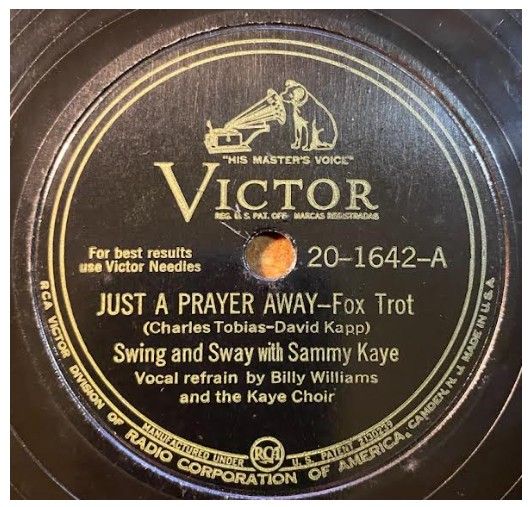 "HIS MASTER'S VOICE"
VICTOR
REG. U. S. PAT. OFF. MARCAS REGISTRADAS
For best results
use Victor Needles
20-1642-A
JUST A PRAYER AWAY—Fox Trot
(Charles Tobias-David Kapp)
Swing and Sway with Sammy Kaye
Vocal refrain by Billy Williams
and the Kaye Choir
MANUFACTURED UNDER RCA U. S. PATENT 2130239
RCA VICTOR DIVISION OF RADIO CORPORATION OF AMERICA, CAMDEN, N. J. MADE IN U.S.A.